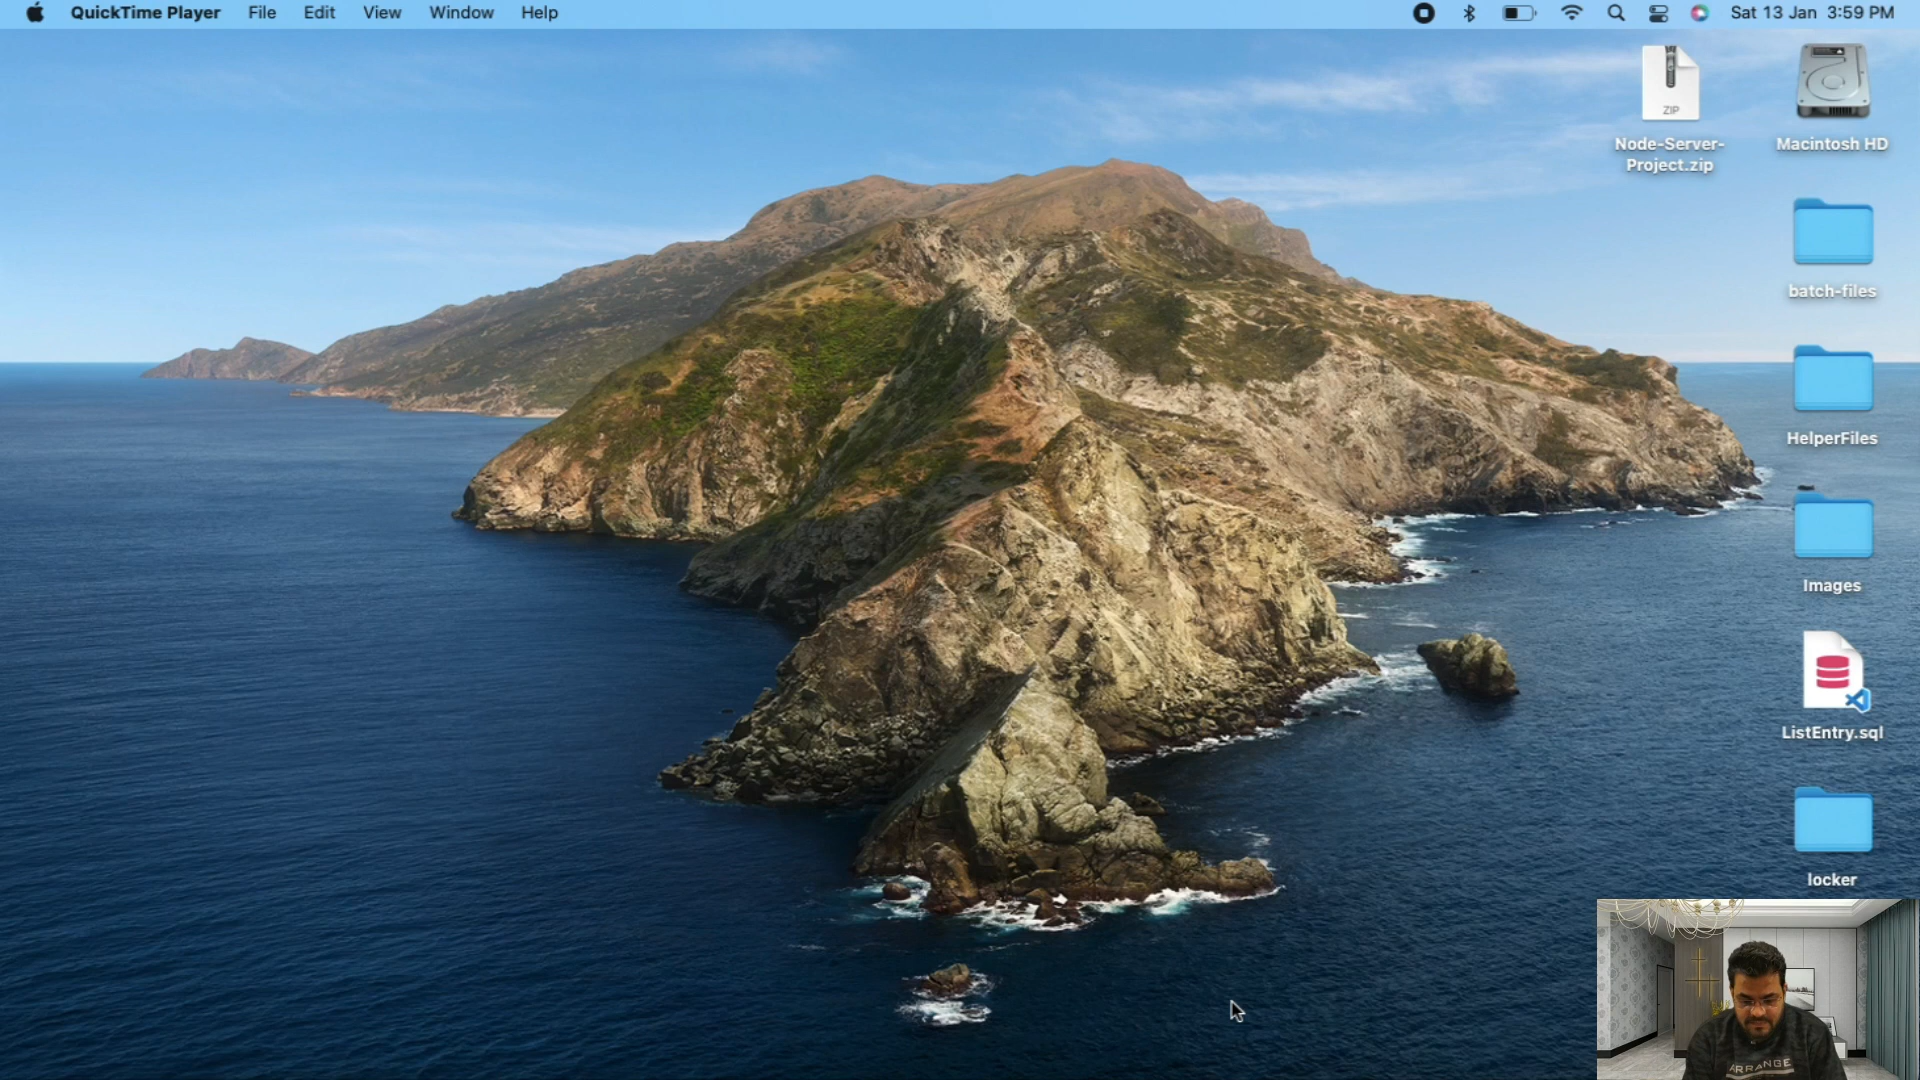 QuickTime Player File Edit View Window Help Sat 13 Jan 3:59 PM
ZIP
Node-Server-
Project.zip
Macintosh HD
batch-files
HelperFiles
Images
ListEntry.sql
locker
ARRANGE